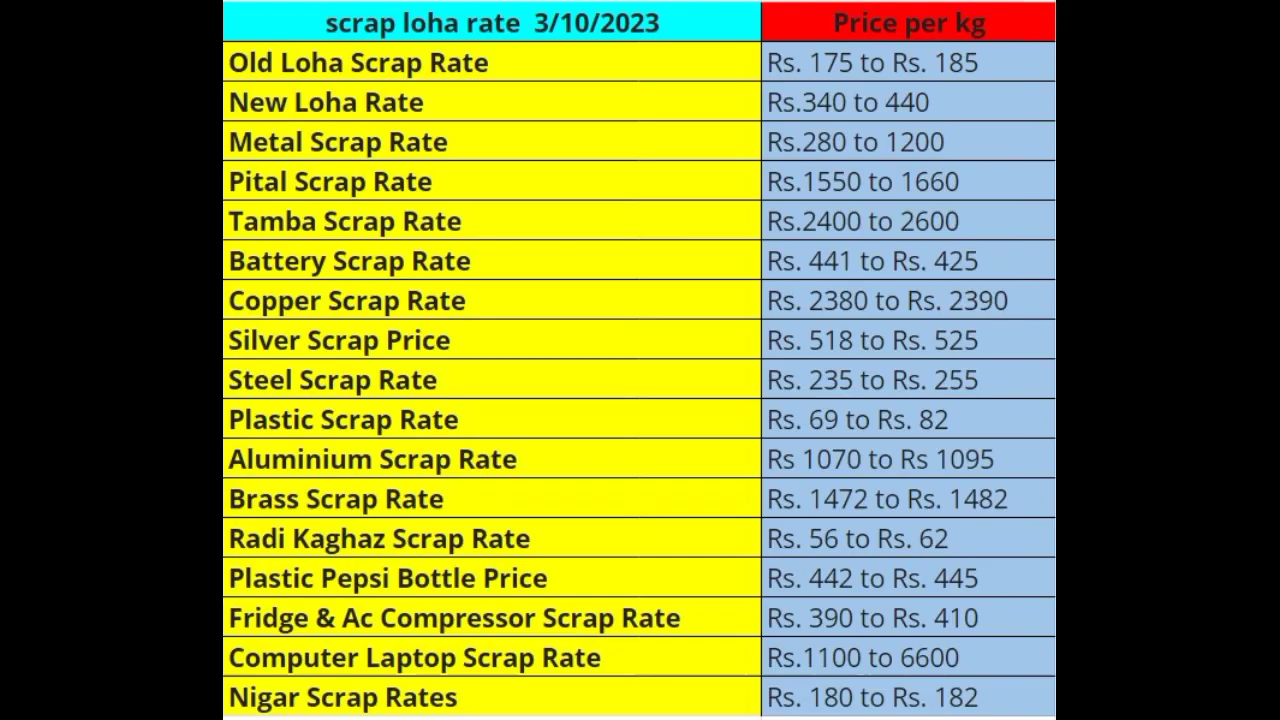 scrap loha rate 3/10/2023 Price per kg
Old Loha Scrap Rate Rs. 175 to Rs. 185
New Loha Rate Rs.340 to 440
Metal Scrap Rate Rs.280 to 1200
Pital Scrap Rate Rs.1550 to 1660
Tamba Scrap Rate Rs.2400 to 2600
Battery Scrap Rate Rs. 441 to Rs. 425
Copper Scrap Rate Rs. 2380 to Rs. 2390
Silver Scrap Price Rs. 518 to Rs. 525
Steel Scrap Rate Rs. 235 to Rs. 255
Plastic Scrap Rate Rs. 69 to Rs. 82
Aluminium Scrap Rate Rs 1070 to Rs 1095
Brass Scrap Rate Rs. 1472 to Rs. 1482
Radi Kaghaz Scrap Rate Rs. 56 to Rs. 62
Plastic Pepsi Bottle Price Rs. 442 to Rs. 445
Fridge & Ac Compressor Scrap Rate Rs. 390 to Rs. 410
Computer Laptop Scrap Rate Rs.1100 to 6600
Nigar Scrap Rates Rs. 180 to Rs. 182